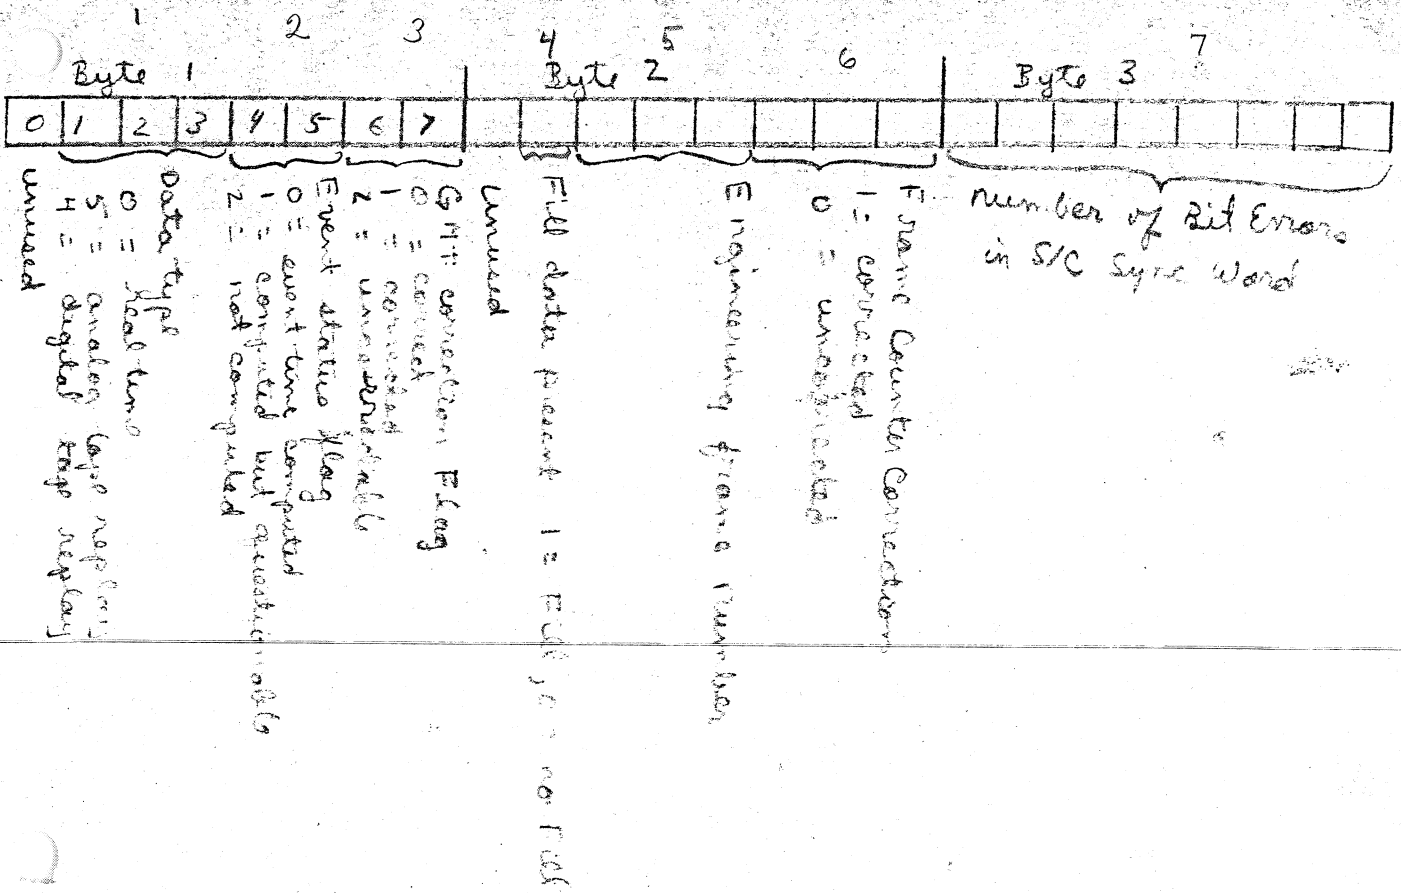 1 2 3 4 5 6 7
Byte 1 Byte 2 Byte 3
0 1 2 3 4 5 6 7
unused
Data type
0 = Real time
5 = analog tape replay
4 = digital tape replay
Event status flag
0 = event time computed
1 = computed but questionable
2 = not computed
GMT correction Flag
0 = correct
1 = corrected
2 =
Unused
Fill data present 1 = Fill, 0 = no Fill
Engineering frame number
Frame Counter Correction
1 = corrected
0 = uncorrected
Number of Bit Errors
in S/C Sync Word